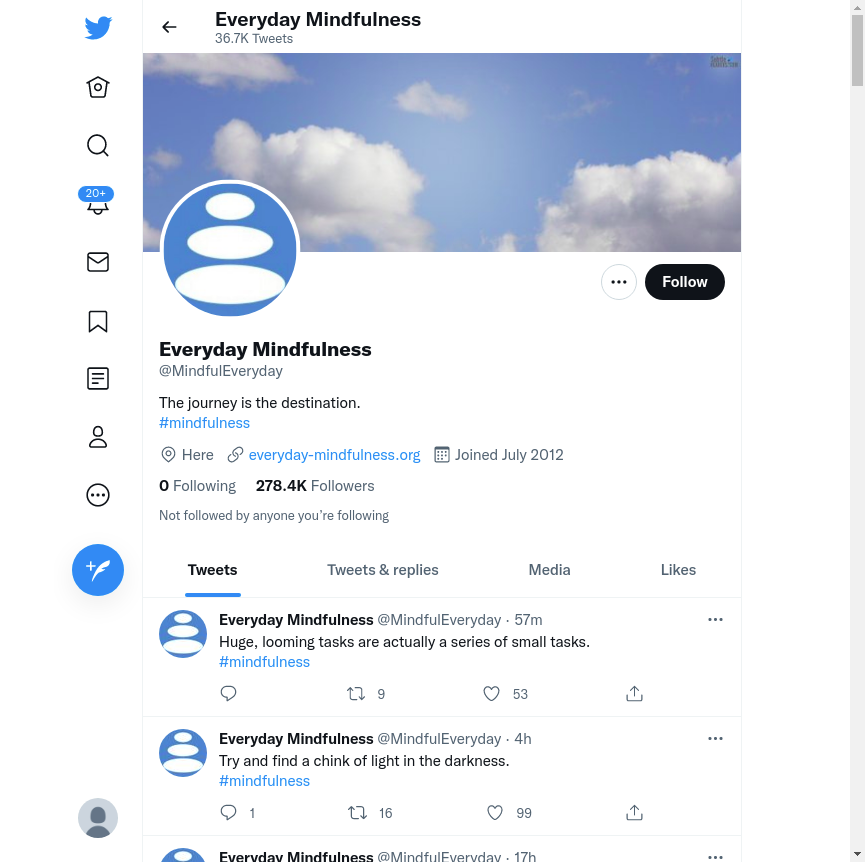 Everyday Mindfulness
36.7K Tweets
20+
Follow
Everyday Mindfulness
@MindfulEveryday
The journey is the destination.
#mindfulness
Here everyday-mindfulness.org Joined July 2012
0 Following 278.4K Followers
Not followed by anyone you’re following
Tweets Tweets & replies Media Likes
Everyday Mindfulness @MindfulEveryday · 57m
Huge, looming tasks are actually a series of small tasks.
#mindfulness
9 53
Everyday Mindfulness @MindfulEveryday · 4h
Try and find a chink of light in the darkness.
#mindfulness
1 16 99
Everyday Mindfulness @MindfulEveryday · 17h